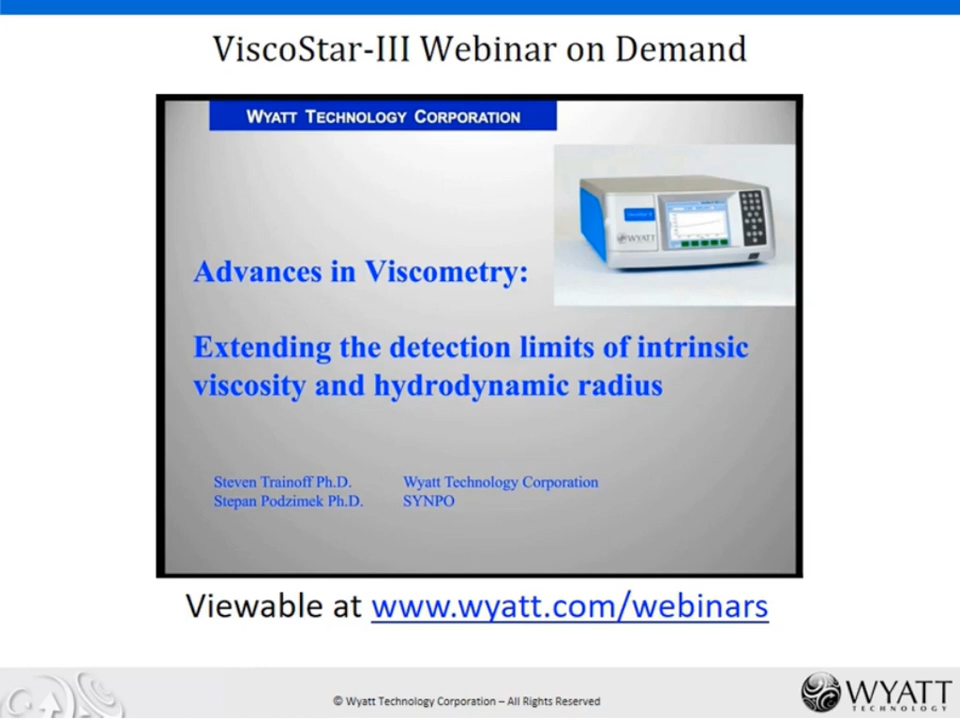 ViscoStar-III Webinar on Demand
WYATT TECHNOLOGY CORPORATION
WYATT
Advances in Viscometry:
Extending the detection limits of intrinsic
viscosity and hydrodynamic radius
Steven Trainoff Ph.D. Wyatt Technology Corporation
Stepan Podzimek Ph.D. SYNPO
Viewable at www.wyatt.com/webinars
© Wyatt Technology Corporation – All Rights Reserved
WYATT
TECHNOLOGY